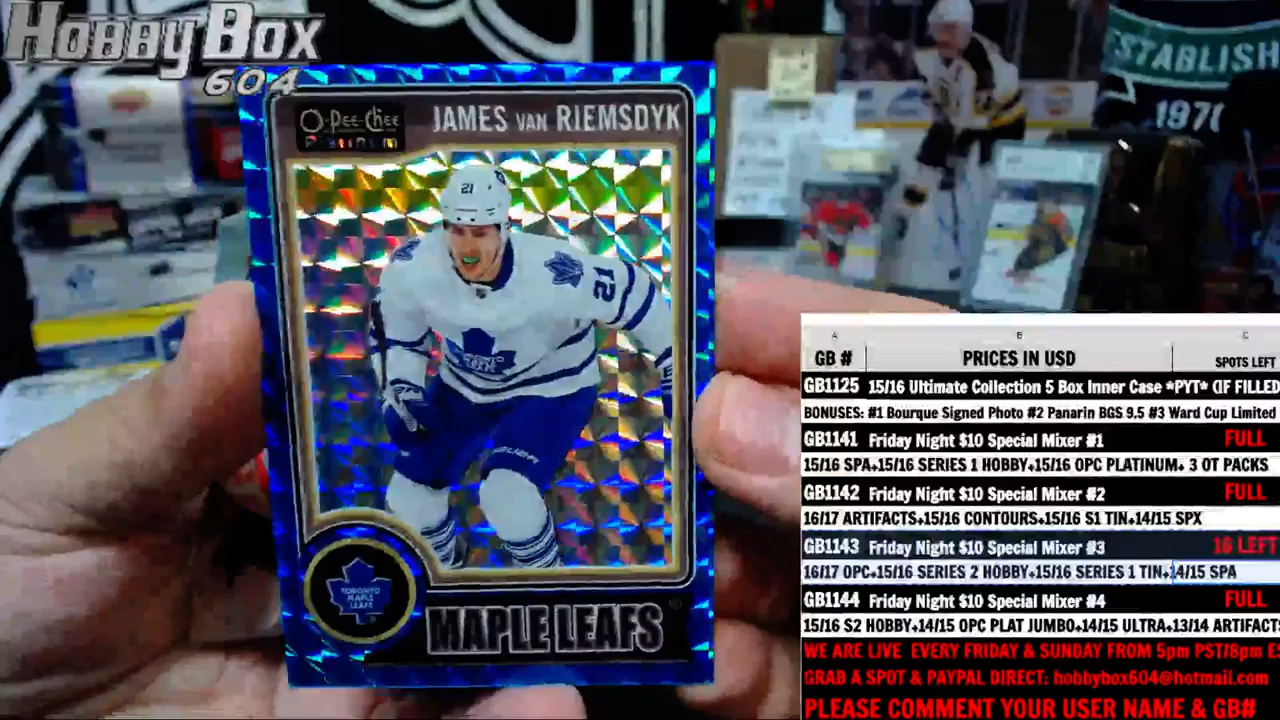 HOBBY BOX
604
O-PEE-CHEE
PLATINUM
JAMES VAN RIEMSDYK
21
21
TORONTO
MAPLE
LEAFS
MAPLE LEAFS
ESTABLISH
1970
A B C
GB # PRICES IN USD SPOTS LEFT
GB1125 15/16 Ultimate Collection 5 Box Inner Case *PYT* (IF FILLED
BONUSES: #1 Bourque Signed Photo #2 Panarin BGS 9.5 #3 Ward Cup Limited
GB1141 Friday Night $10 Special Mixer #1 FULL
15/16 SPA+15/16 SERIES 1 HOBBY+15/16 OPC PLATINUM+ 3 OT PACKS
GB1142 Friday Night $10 Special Mixer #2 FULL
16/17 ARTIFACTS+15/16 CONTOURS+15/16 S1 TIN+14/15 SPX
GB1143 Friday Night $10 Special Mixer #3 16 LEFT
16/17 OPC+15/16 SERIES 2 HOBBY+15/16 SERIES 1 TIN+14/15 SPA
GB1144 Friday Night $10 Special Mixer #4 FULL
15/16 S2 HOBBY+14/15 OPC PLAT JUMBO+14/15 ULTRA+13/14 ARTIFACT
WE ARE LIVE EVERY FRIDAY & SUNDAY FROM 5pm PST/8pm ES
GRAB A SPOT & PAYPAL DIRECT: hobbybox604@hotmail.com
PLEASE COMMENT YOUR USER NAME & GB#